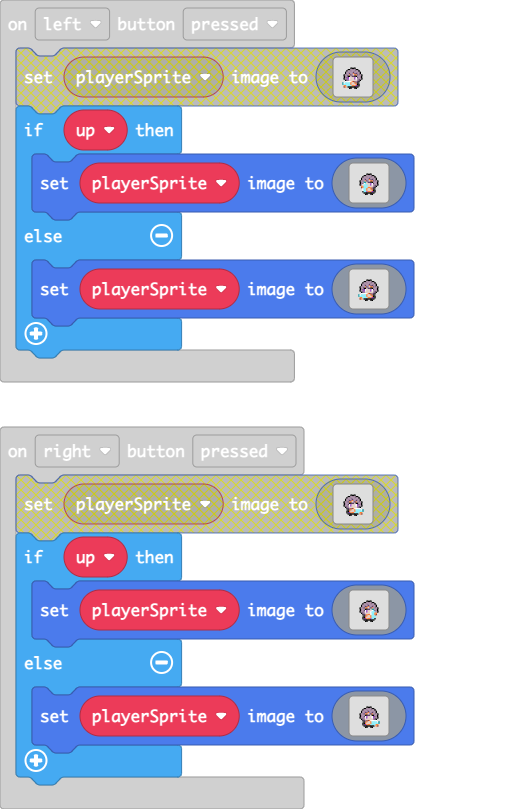 on left button pressed
set playerSprite image to
if up then
set playerSprite image to
else
set playerSprite image to
on right button pressed
set playerSprite image to
if up then
set playerSprite image to
else
set playerSprite image to